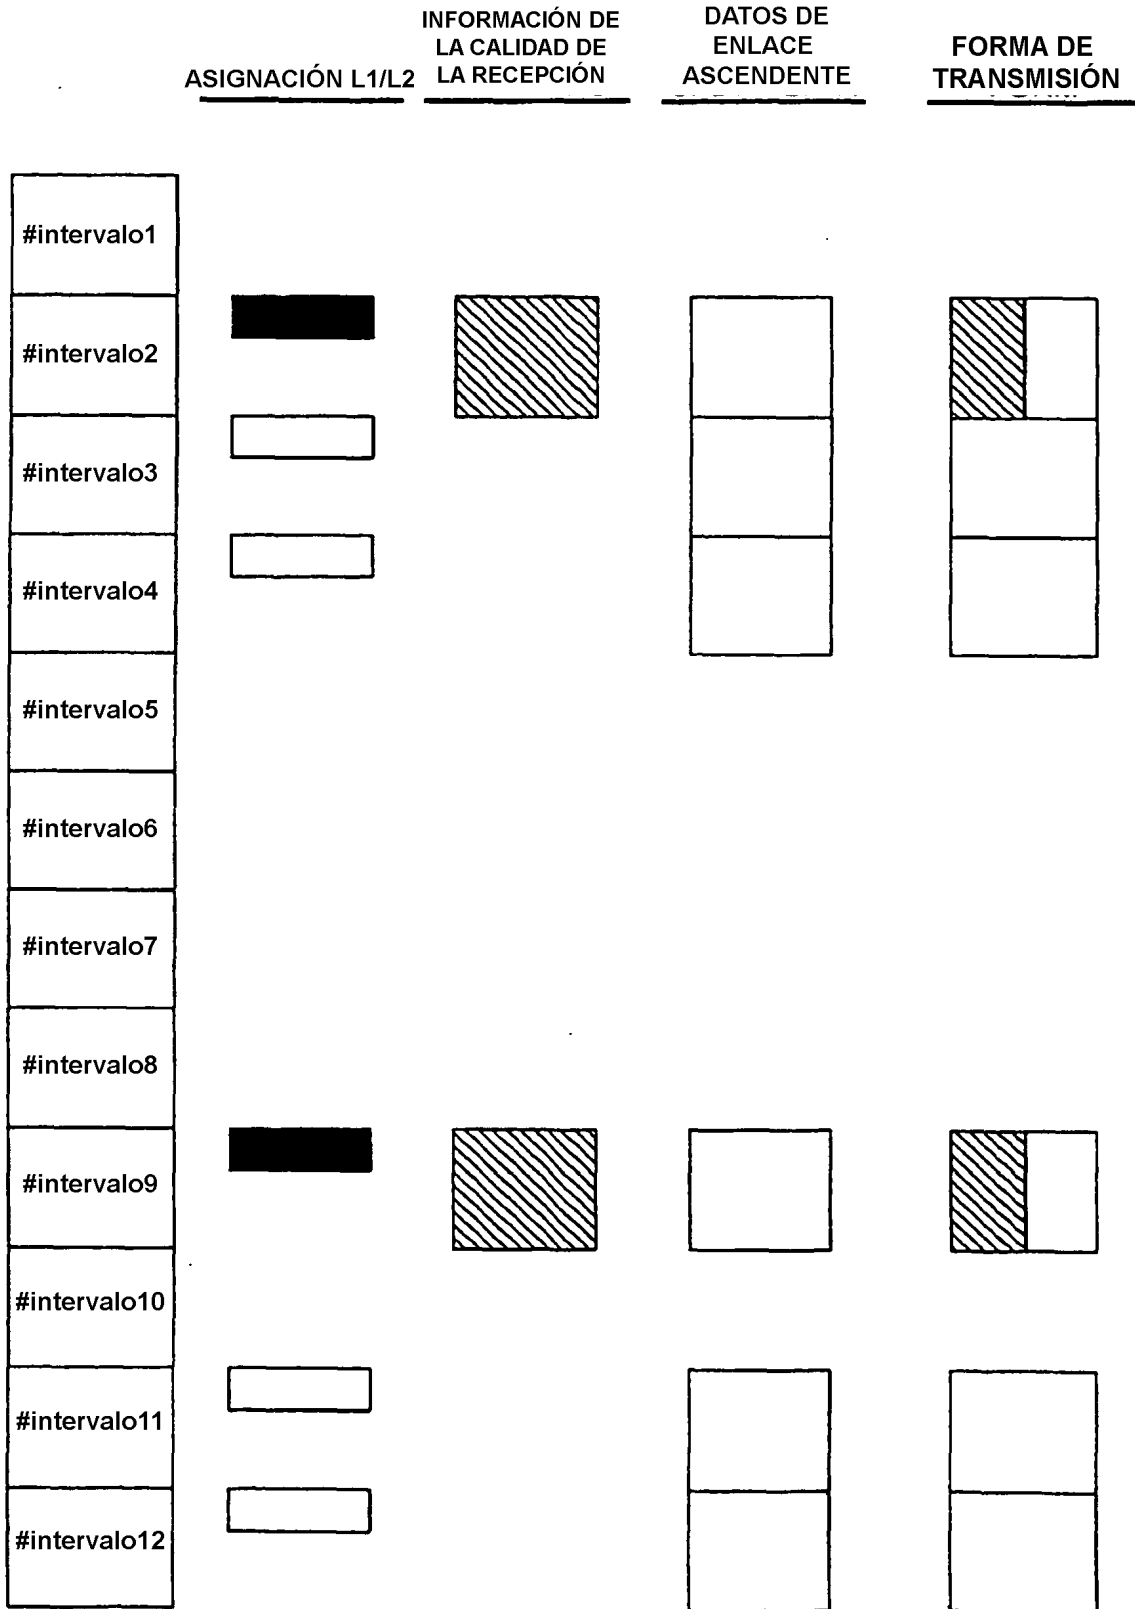 INFORMACIÓN DE
LA CALIDAD DE
LA RECEPCIÓN
DATOS DE
ENLACE
ASCENDENTE
FORMA DE
TRANSMISIÓN
ASIGNACIÓN L1/L2
#intervalo1
#intervalo2
#intervalo3
#intervalo4
#intervalo5
#intervalo6
#intervalo7
#intervalo8
#intervalo9
#intervalo10
#intervalo11
#intervalo12